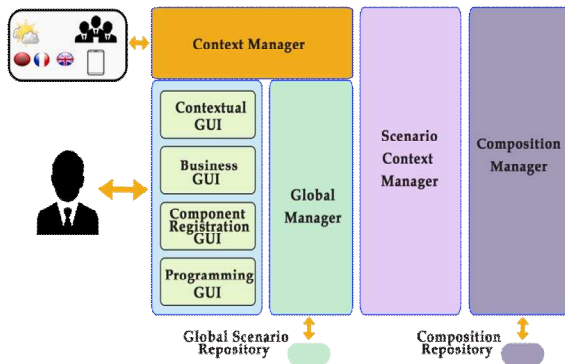 Context Manager
Contextual
GUI
Business
GUI
Component
Registration
GUI
Programming
GUI
Global
Manager
Scenario
Context
Manager
Composition
Manager
Global Scenario
Repository
Composition
Repository